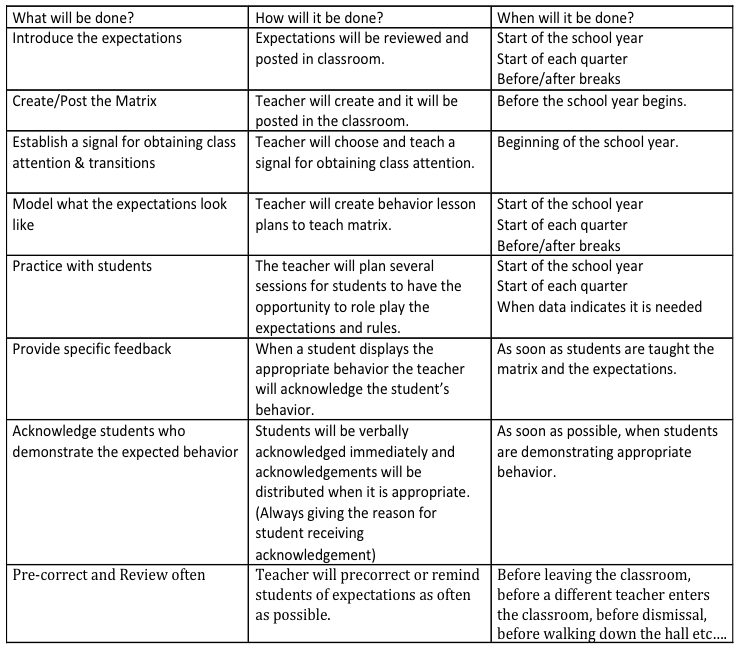 What will be done?
How will it be done?
When will it be done?
Introduce the expectations
Expectations will be reviewed and
posted in classroom.
Start of the school year
Start of each quarter
Before/after breaks
Create/Post the Matrix
Teacher will create and it will be
posted in the classroom.
Before the school year begins.
Establish a signal for obtaining class
attention & transitions
Teacher will choose and teach a
signal for obtaining class attention.
Beginning of the school year.
Model what the expectations look
like
Teacher will create behavior lesson
plans to teach matrix.
Start of the school year
Start of each quarter
Before/after breaks
Practice with students
The teacher will plan several
sessions for students to have the
opportunity to role play the
expectations and rules.
Start of the school year
Start of each quarter
When data indicates it is needed
Provide specific feedback
When a student displays the
appropriate behavior the teacher
will acknowledge the student’s
behavior.
As soon as students are taught the
matrix and the expectations.
Acknowledge students who
demonstrate the expected behavior
Students will be verbally
acknowledged immediately and
acknowledgements will be
distributed when it is appropriate.
(Always giving the reason for
student receiving
acknowledgement)
As soon as possible, when students
are demonstrating appropriate
behavior.
Pre-correct and Review often
Teacher will precorrect or remind
students of expectations as often
as possible.
Before leaving the classroom,
before a different teacher enters
the classroom, before dismissal,
before walking down the hall etc....